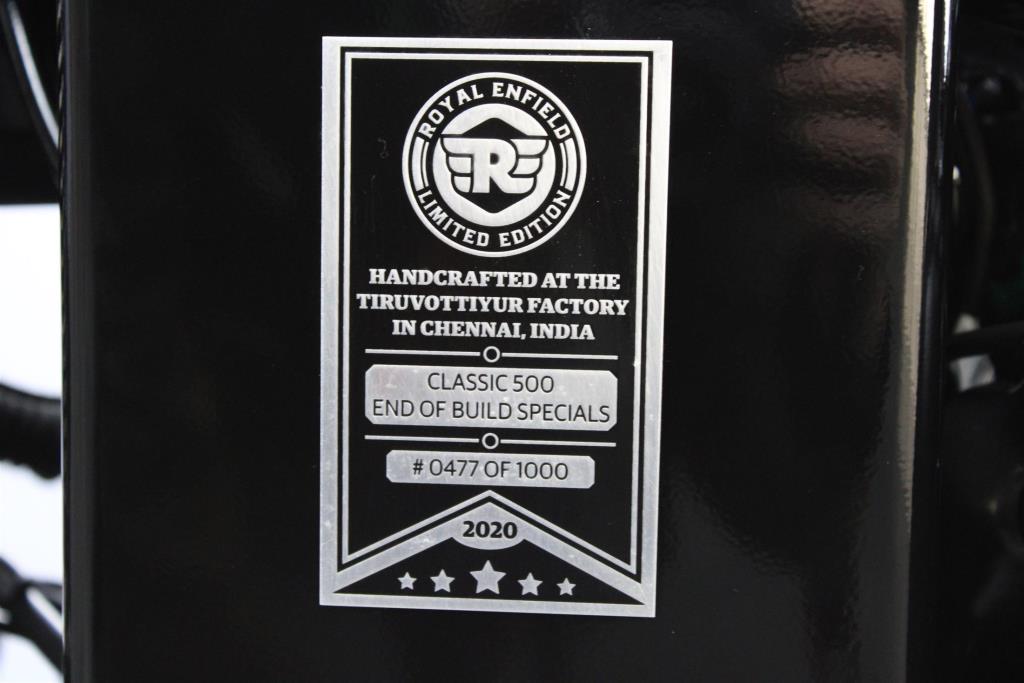 ROYAL ENFIELD
R
LIMITED EDITION
HANDCRAFTED AT THE
TIRUVOTTIYUR FACTORY
IN CHENNAI, INDIA
CLASSIC 500
END OF BUILD SPECIALS
# 0477 OF 1000
2020